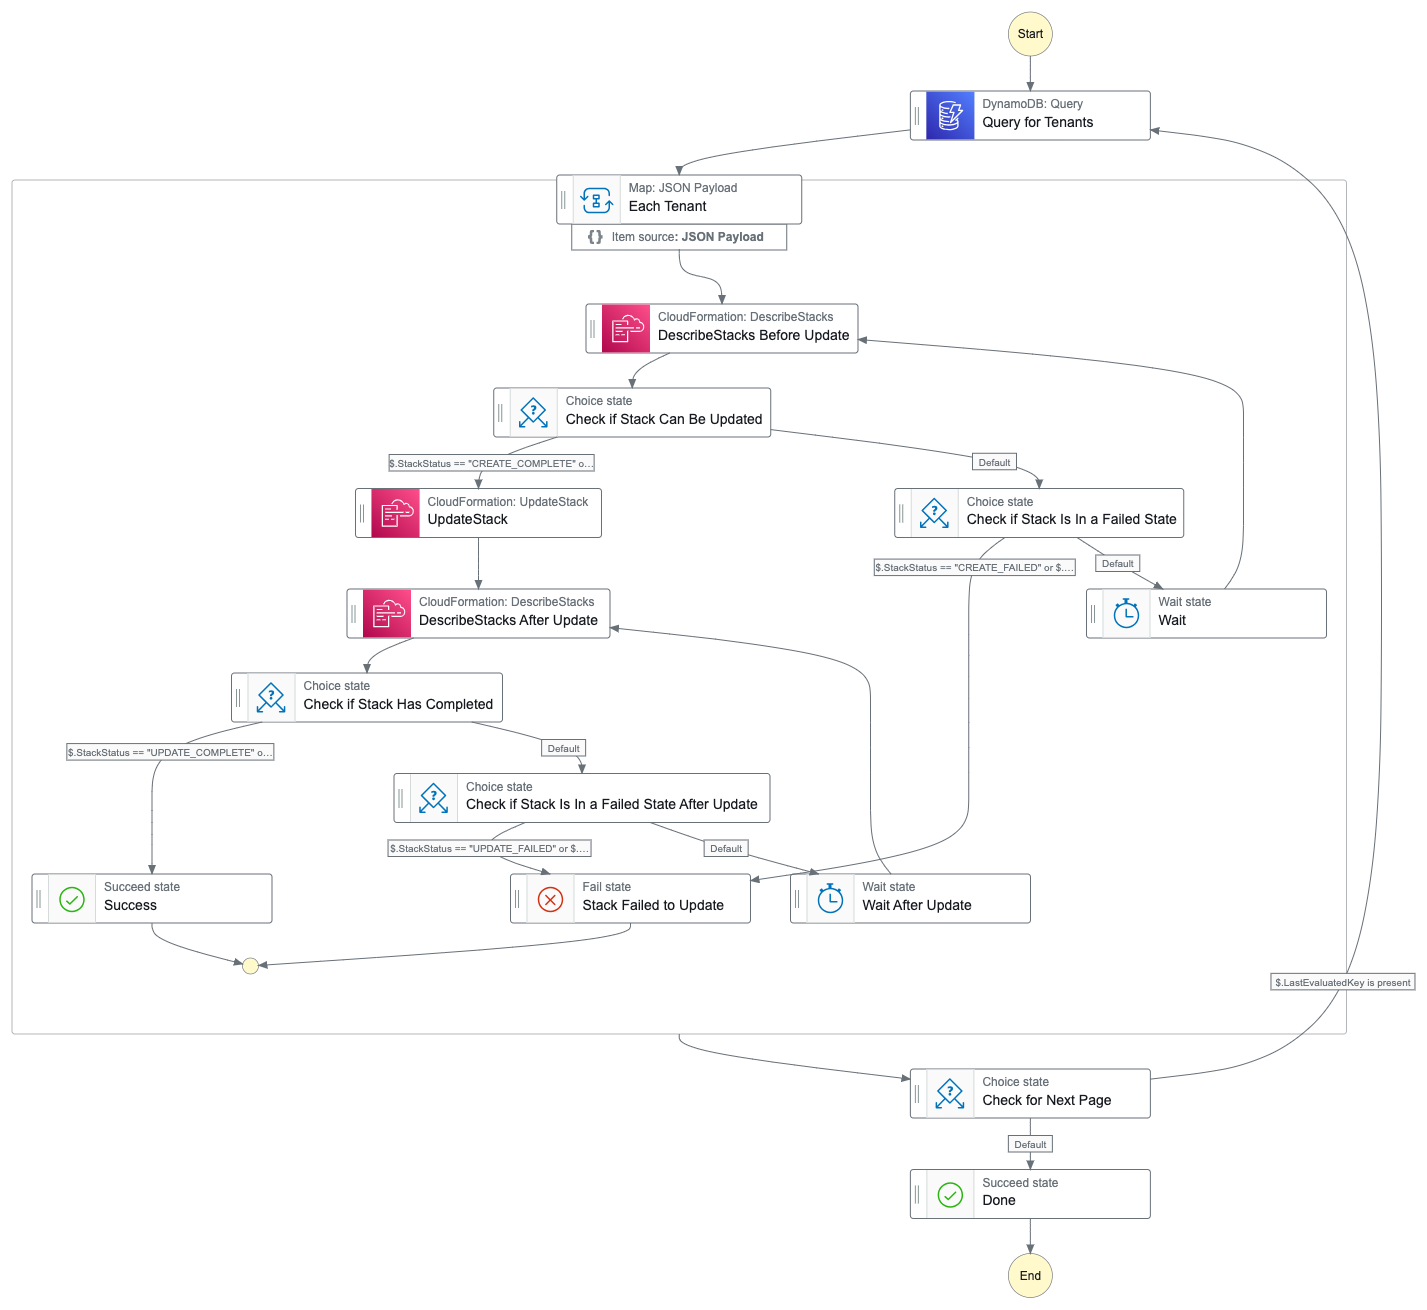 Start
DynamoDB: Query
Query for Tenants
Map: JSON Payload
Each Tenant
{} Item source: JSON Payload
CloudFormation: DescribeStacks
DescribeStacks Before Update
Choice state
Check if Stack Can Be Updated
$.StackStatus == "CREATE_COMPLETE" o...
Default
CloudFormation: UpdateStack
UpdateStack
Choice state
Check if Stack Is In a Failed State
$.StackStatus == "CREATE_FAILED" or $....
Default
CloudFormation: DescribeStacks
DescribeStacks After Update
Wait state
Wait
Choice state
Check if Stack Has Completed
$.StackStatus == "UPDATE_COMPLETE" o...
Default
Choice state
Check if Stack Is In a Failed State After Update
$.StackStatus == "UPDATE_FAILED" or $....
Default
Succeed state
Success
Fail state
Stack Failed to Update
Wait state
Wait After Update
$.LastEvaluatedKey is present
Choice state
Check for Next Page
Default
Succeed state
Done
End